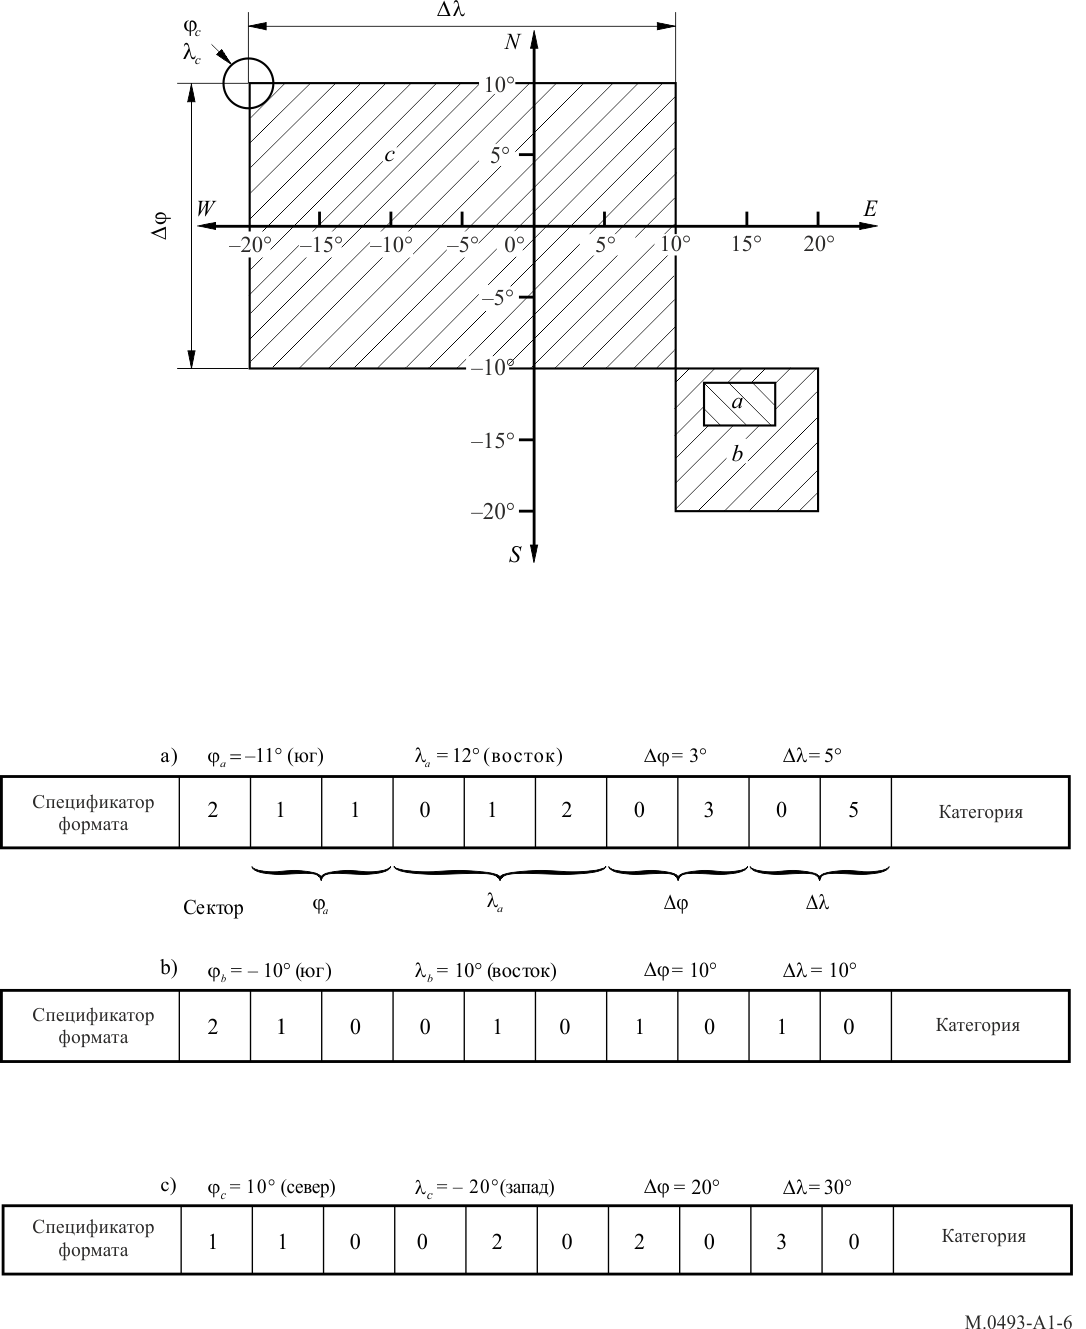 Δλ
φc
λc
N
10°
c
5°
Δφ
W
E
–20° –15° –10° –5° 0° 5° 10° 15° 20°
–5°
–10°
a
–15°
b
–20°
S
a) φa = –11° (юг) λa = 12° (восток) Δφ = 3° Δλ = 5°
Спецификатор формата 2 1 1 0 1 2 0 3 0 5 Категория
Сектор φa λa Δφ Δλ
b) φb = – 10° (юг) λb = 10° (восток) Δφ = 10° Δλ = 10°
Спецификатор формата 2 1 0 0 1 0 1 0 1 0 Категория
c) φc = 10° (север) λc = – 20° (запад) Δφ = 20° Δλ = 30°
Спецификатор формата 1 1 0 0 2 0 2 0 3 0 Категория
M.0493-A1-6